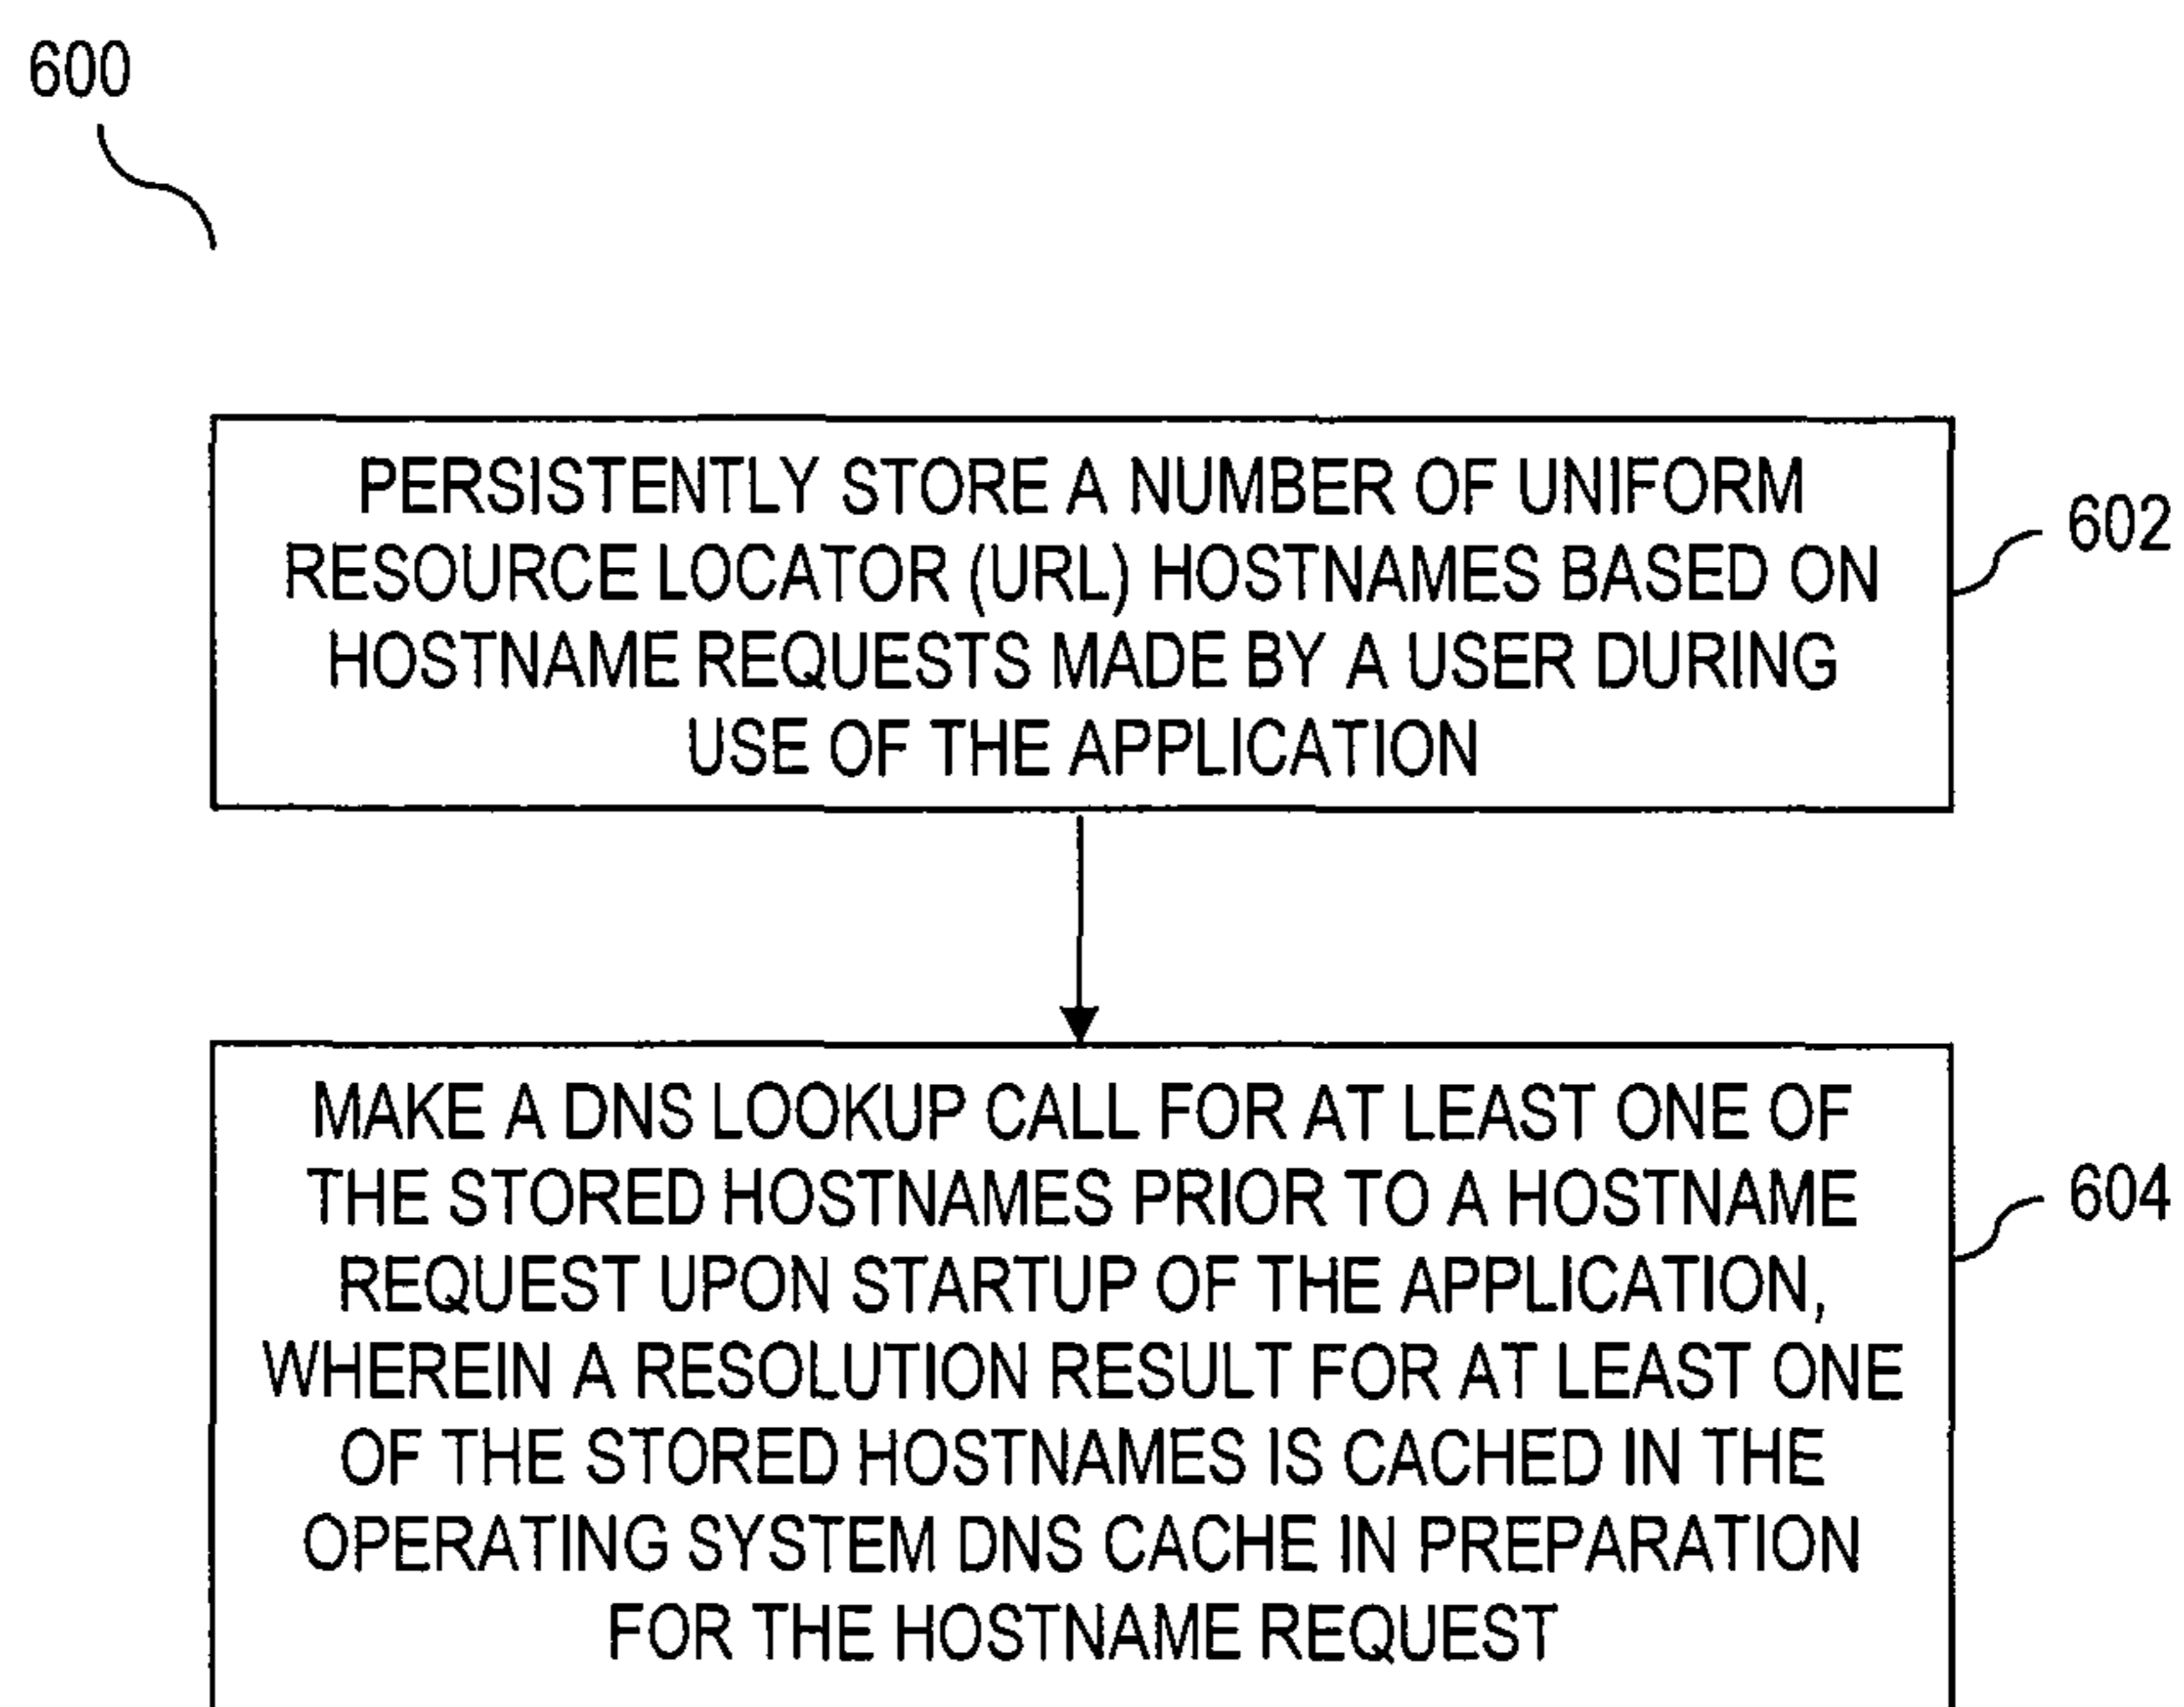 600
PERSISTENTLY STORE A NUMBER OF UNIFORM
RESOURCE LOCATOR (URL) HOSTNAMES BASED ON
HOSTNAME REQUESTS MADE BY A USER DURING
USE OF THE APPLICATION
602
MAKE A DNS LOOKUP CALL FOR AT LEAST ONE OF
THE STORED HOSTNAMES PRIOR TO A HOSTNAME
REQUEST UPON STARTUP OF THE APPLICATION,
WHEREIN A RESOLUTION RESULT FOR AT LEAST ONE
OF THE STORED HOSTNAMES IS CACHED IN THE
OPERATING SYSTEM DNS CACHE IN PREPARATION
FOR THE HOSTNAME REQUEST
604